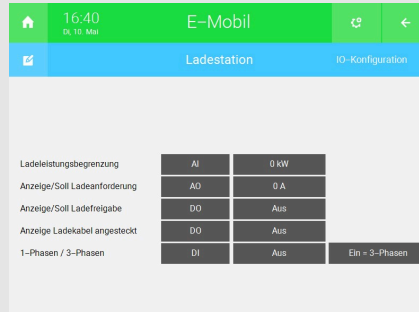 16:40
Di, 10. Mai
E-Mobil
Ladestation
IO-Konfiguration
Ladeleistungsbegrenzung AI 0 kW
Anzeige/Soll Ladeanforderung AO 0 A
Anzeige/Soll Ladefreigabe DO Aus
Anzeige Ladekabel angesteckt DO Aus
1-Phasen / 3-Phasen DI Aus Ein = 3-Phasen